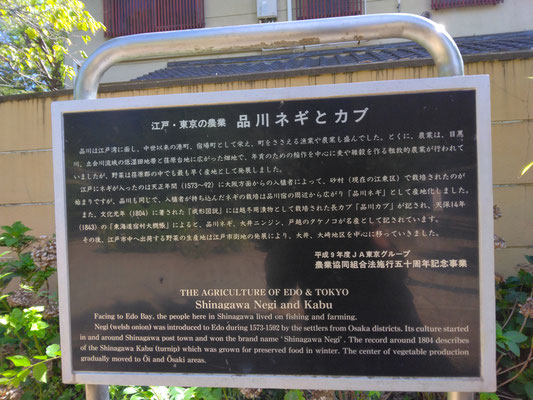 江戸・東京の農業 品川ネギとカブ
品川は江戸湾に面し、中世以来の港町、宿場町として栄え、町をささえる漁業や農業も盛んでした。とくに、農業は、目黒
川、立会川流域の低湿田地帯と荏原台地に広がった畑地で、年貢のための稲作を中心に麦や雑穀を作る粗放的農業が行われて
いましたが、野菜は荏原郡の中でも最も早く産地として発展しました。
江戸にネギが入ったのは天正年間(1573〜92)に大阪方面からの入植者によって、砂村(現在の江東区)で栽培されたのが
始まりですが、品川も同じで、入植者が持ち込んだネギの栽培は品川宿の周辺から広がり「品川ネギ」として産地化しました。
また、文化元年(1804)に著された「成形図説」には越冬用漬物として栽培された長カブ「品川カブ」が記され、天保14年
(1843)の「東海道宿村大概帳」によると、品川ネギ、大井ニンジン、戸越のタケノコが名産として記されています。
その後、江戸市中へ出荷する野菜の生産地は江戸市街地の発展により、大井、大崎地区を中心に移っていきました。
平成9年度JA東京グループ
農業協同組合法施行五十周年記念事業
THE AGRICULTURE OF EDO & TOKYO
Shinagawa Negi and Kabu
Facing to Edo Bay, the people here in Shinagawa lived on fishing and farming.
Negi (welsh onion) was introduced to Edo during 1573-1592 by the settlers from Osaka districts. Its culture started
in and around Shinagawa post town and won the brand name 'Shinagawa Negi'. The record around 1804 describes
of the Shinagawa Kabu (turnip) which was grown for preserved food in winter. The center of vegetable production
gradually moved to Ōi and Ōsaki areas.